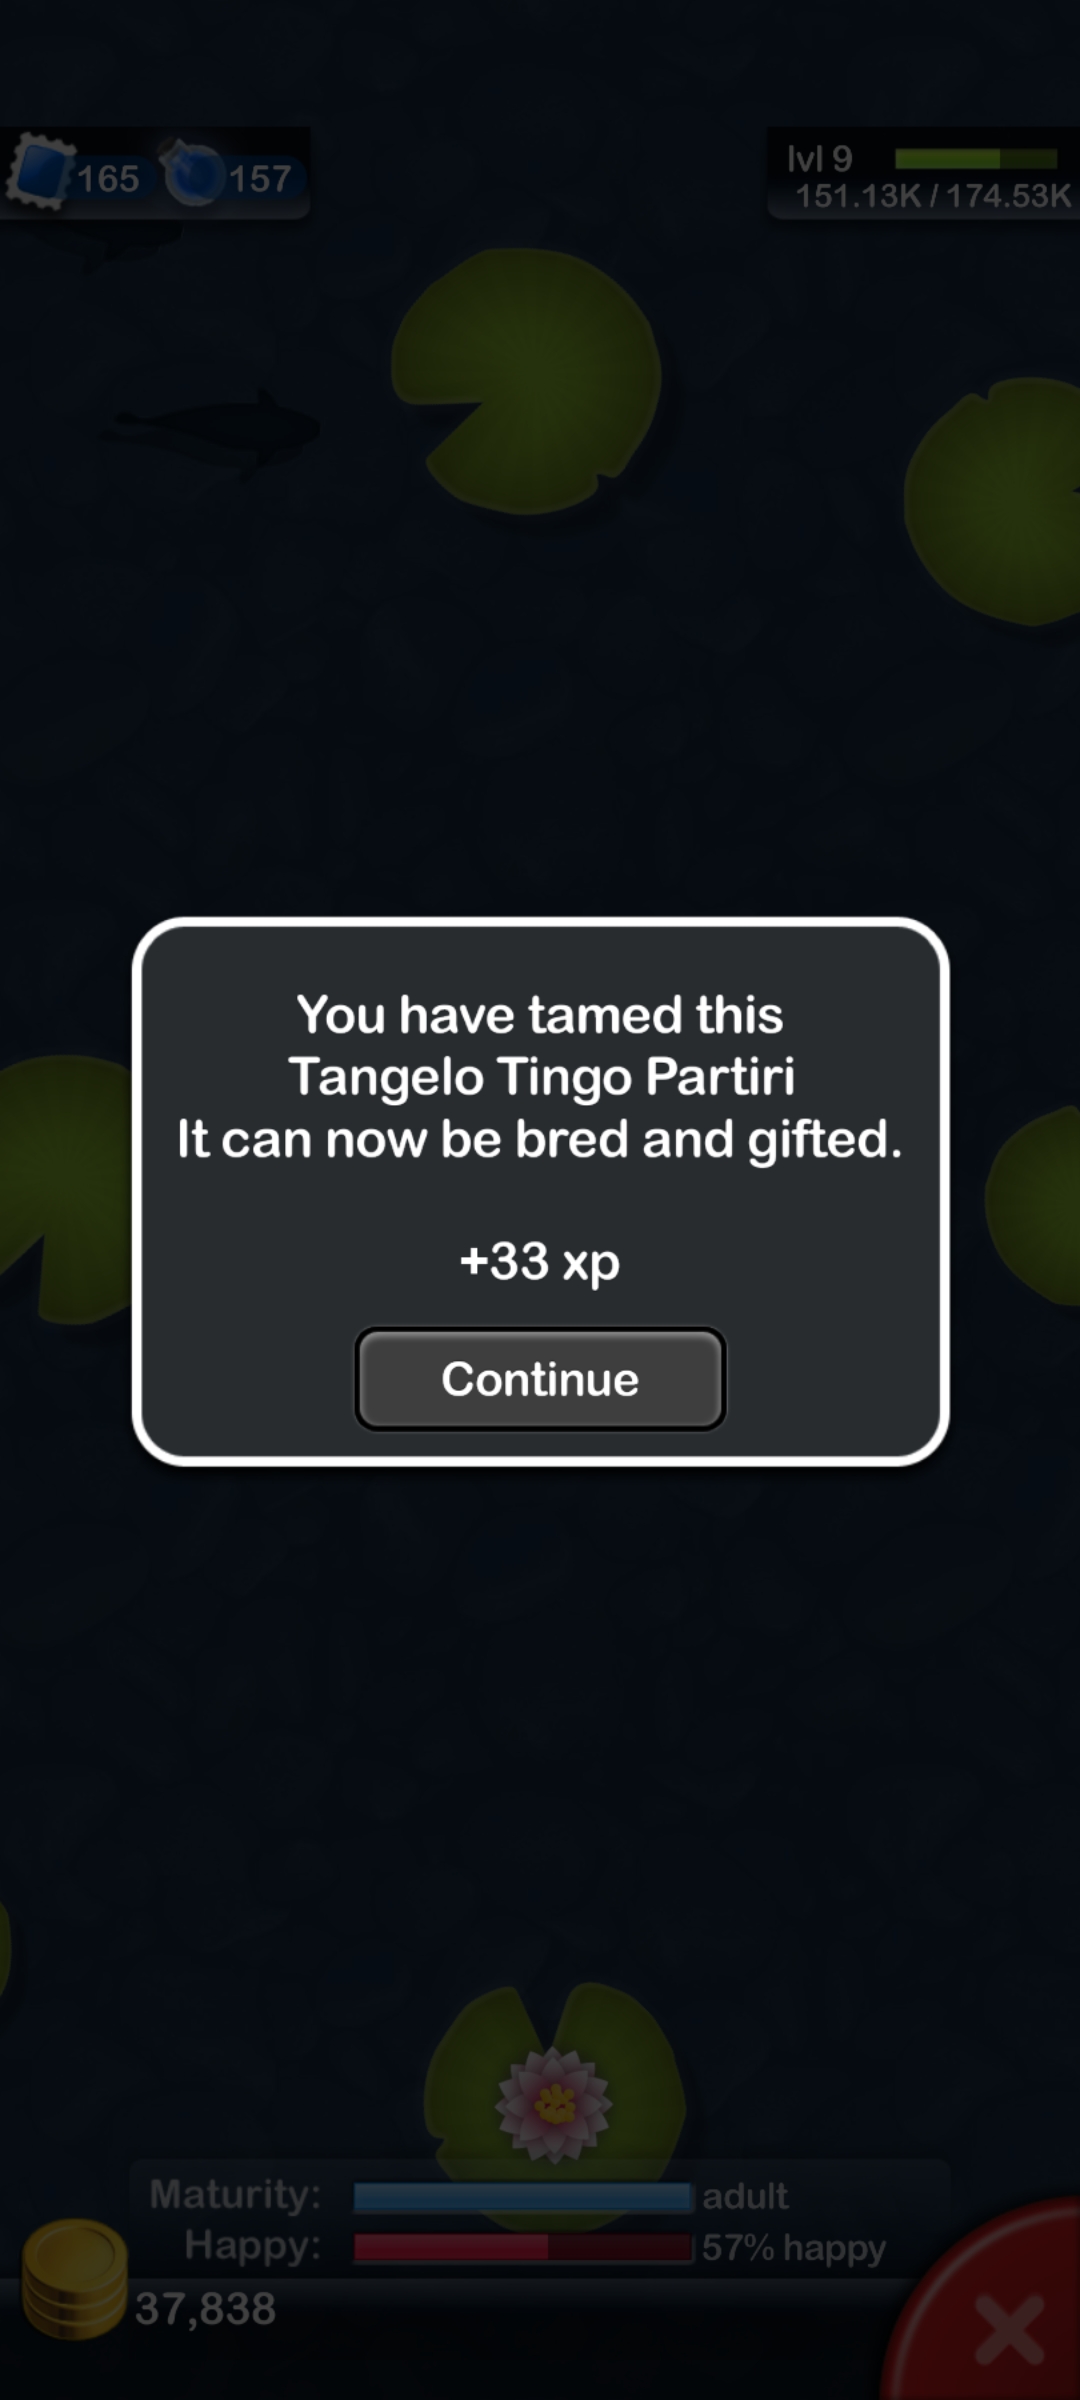 165
157
lvl 9
151.13K / 174.53K
You have tamed this
Tangelo Tingo Partiri
It can now be bred and gifted.
+33 xp
Continue
Maturity: adult
Happy: 57% happy
37,838